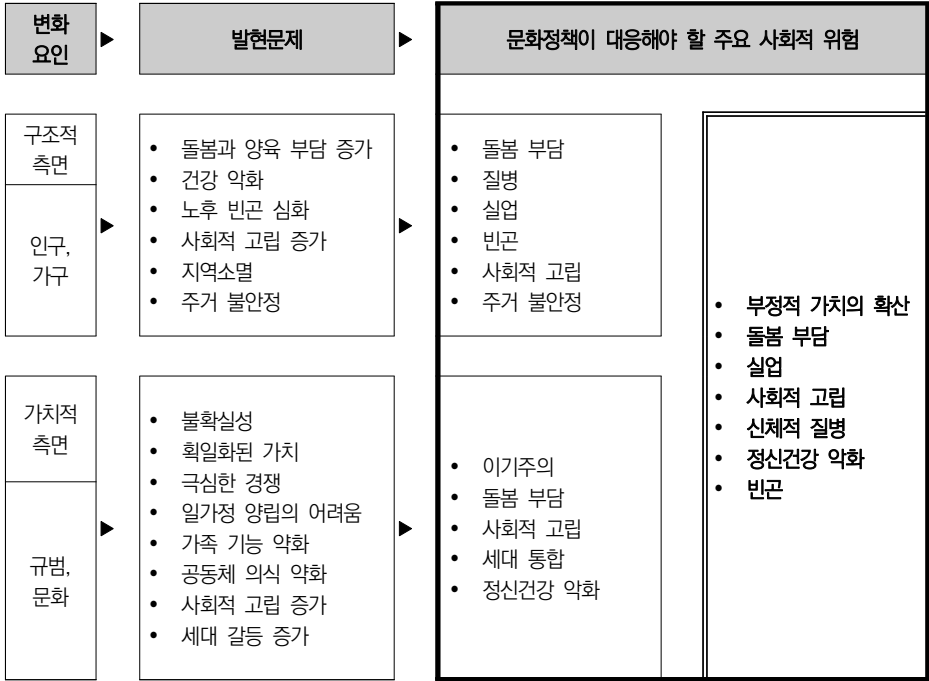 변화
요인
▶
발현문제
▶
문화정책이 대응해야 할 주요 사회적 위험
구조적
측면
인구,
가구
▶
• 돌봄과 양육 부담 증가
• 건강 악화
• 노후 빈곤 심화
• 사회적 고립 증가
• 지역소멸
• 주거 불안정
▶
• 돌봄 부담
• 질병
• 실업
• 빈곤
• 사회적 고립
• 주거 불안정
가치적
측면
규범,
문화
▶
• 불확실성
• 획일화된 가치
• 극심한 경쟁
• 일가정 양립의 어려움
• 가족 기능 약화
• 공동체 의식 약화
• 사회적 고립 증가
• 세대 갈등 증가
▶
• 이기주의
• 돌봄 부담
• 사회적 고립
• 세대 통합
• 정신건강 악화
• 부정적 가치의 확산
• 돌봄 부담
• 실업
• 사회적 고립
• 신체적 질병
• 정신건강 악화
• 빈곤